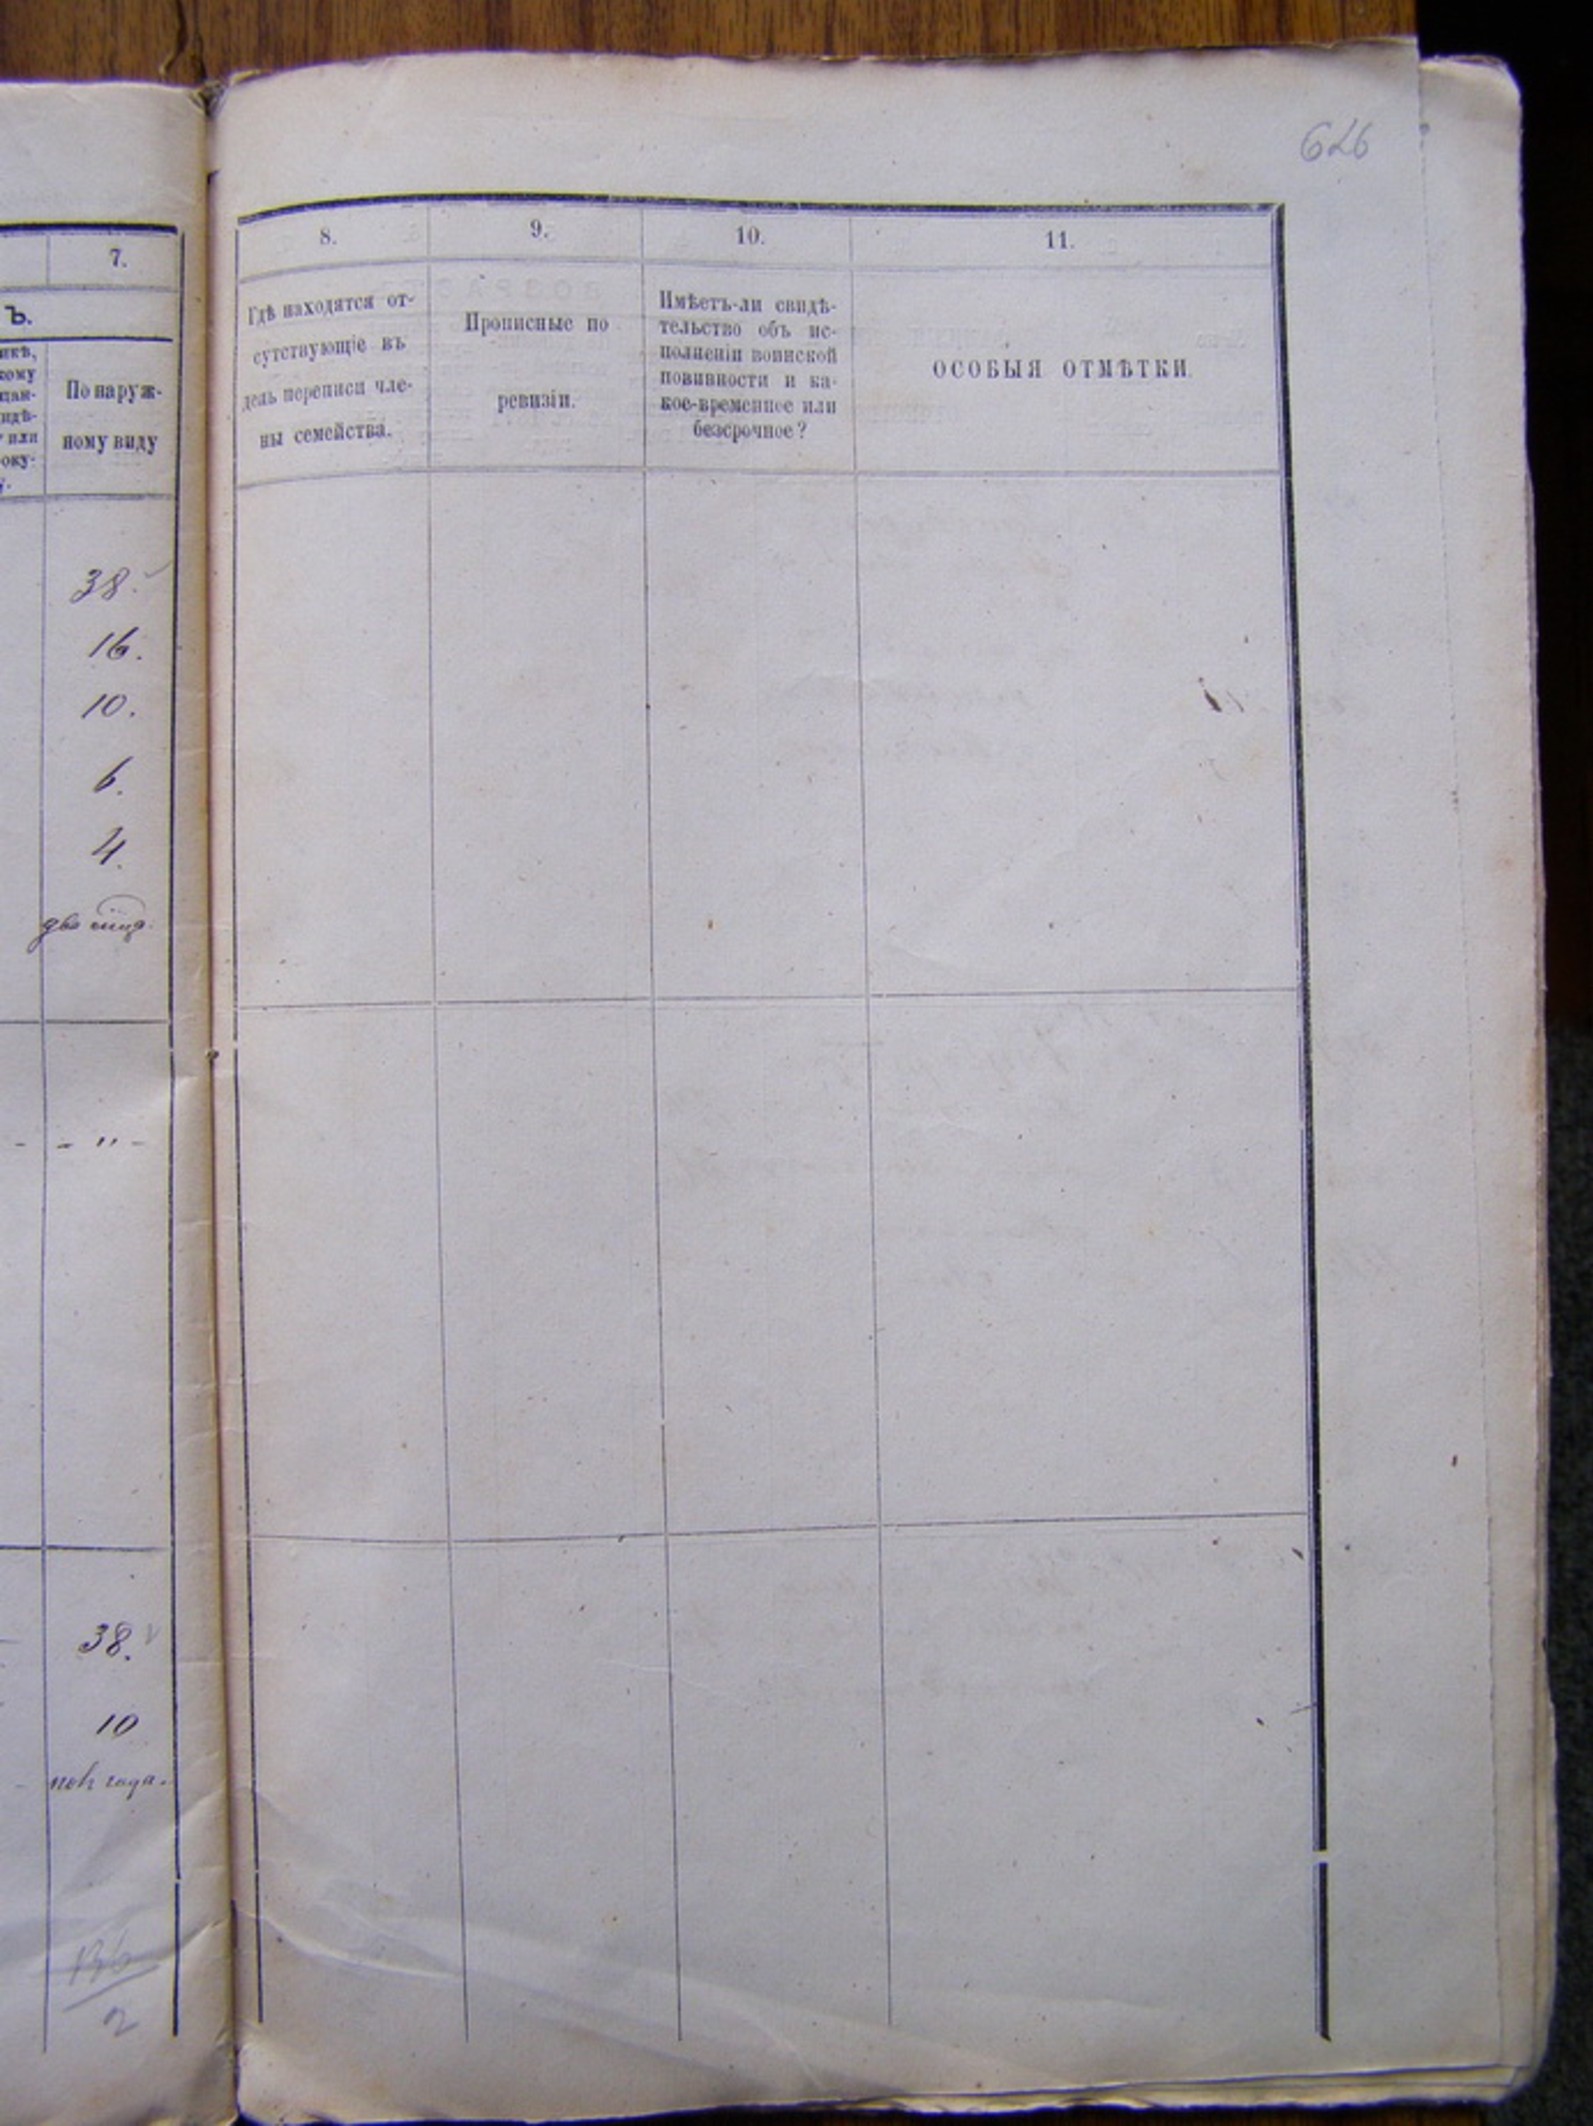 626
7.
Ъ.
По наруж-
ному виду
38.
16.
10.
6.
4.
- - " -
38.
10
пол года.
136
2
8.
Гдѣ находятся от-
сутствующіе въ
день переписи чле-
ны семейства.
9.
Прописные по
ревизіи.
10.
Имѣетъ-ли свидѣ-
тельство объ ис-
полненіи воинской
повинности и ка-
кое-временное или
безсрочное?
11.
ОСОБЫЯ ОТМѢТКИ.